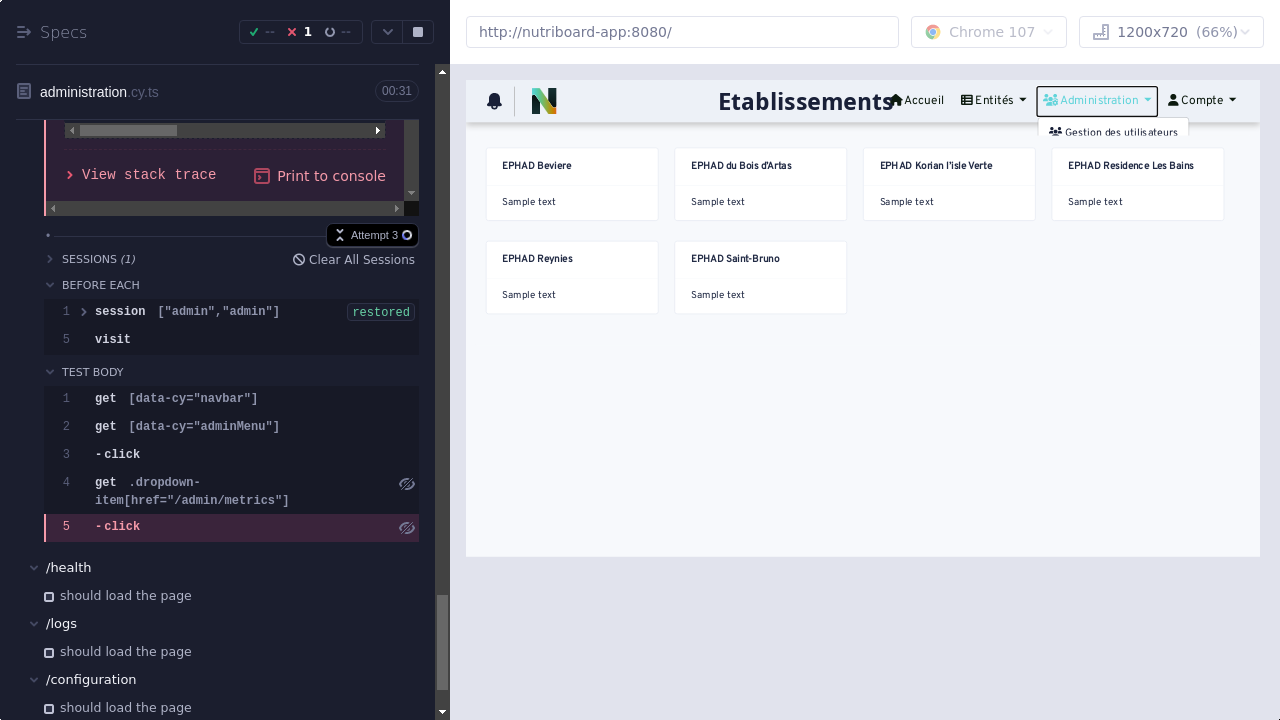 Specs
-- 1 --
administration.cy.ts 00:31
View stack trace Print to console
Attempt 3
SESSIONS (1) Clear All Sessions
BEFORE EACH
1 session ["admin","admin"] restored
5 visit
TEST BODY
1 get [data-cy="navbar"]
2 get [data-cy="adminMenu"]
3 -click
4 get .dropdown-
item[href="/admin/metrics"]
5 -click
/health
should load the page
/logs
should load the page
/configuration
should load the page
http://nutriboard-app:8080/ Chrome 107 1200x720 (66%)
Etablissements Accueil Entités Administration Compte
Gestion des utilisateurs
EPHAD Beviere EPHAD du Bois d'Artas EPHAD Korian l'isle Verte EPHAD Residence Les Bains
Sample text Sample text Sample text Sample text
EPHAD Reynies EPHAD Saint-Bruno
Sample text Sample text